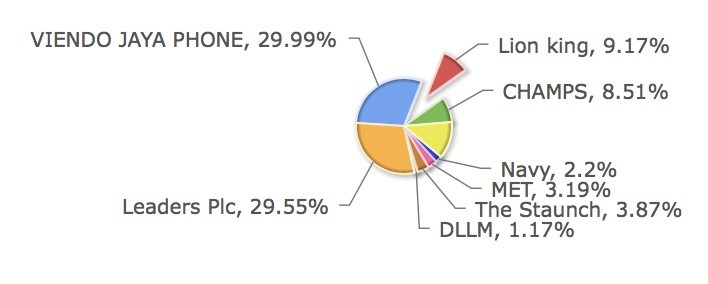 VIENDO JAYA PHONE, 29.99%
Lion king, 9.17%
CHAMPS, 8.51%
Navy, 2.2%
MET, 3.19%
Leaders Plc, 29.55%
The Staunch, 3.87%
DLLM, 1.17%